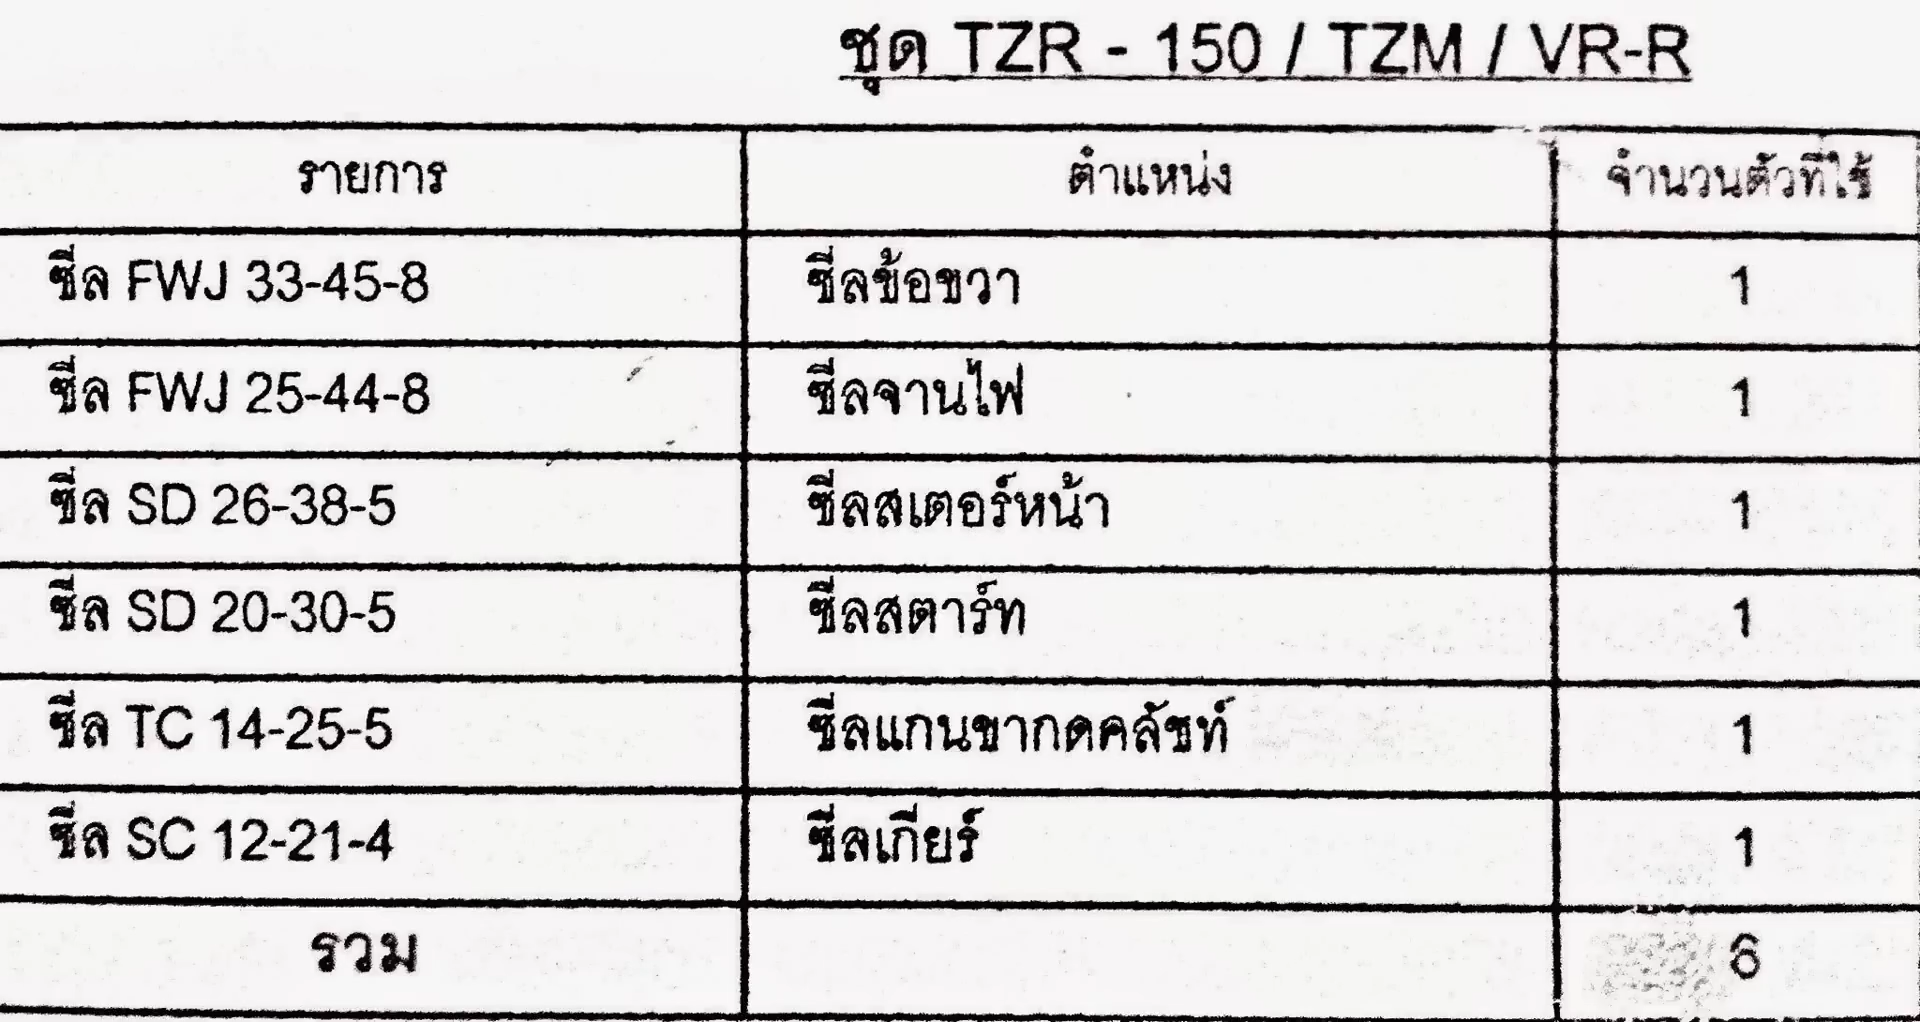 ชุด TZR - 150 / TZM / VR-R
รายการ ตำแหน่ง จำนวนตัวที่ใช้
ซีล FWJ 33-45-8 ซีลข้อขวา 1
ซีล FWJ 25-44-8 ซีลจานไฟ 1
ซีล SD 26-38-5 ซีลสเตอร์หน้า 1
ซีล SD 20-30-5 ซีลสตาร์ท 1
ซีล TC 14-25-5 ซีลแกนขากดคลัชท์ 1
ซีล SC 12-21-4 ซีลเกียร์ 1
รวม 6